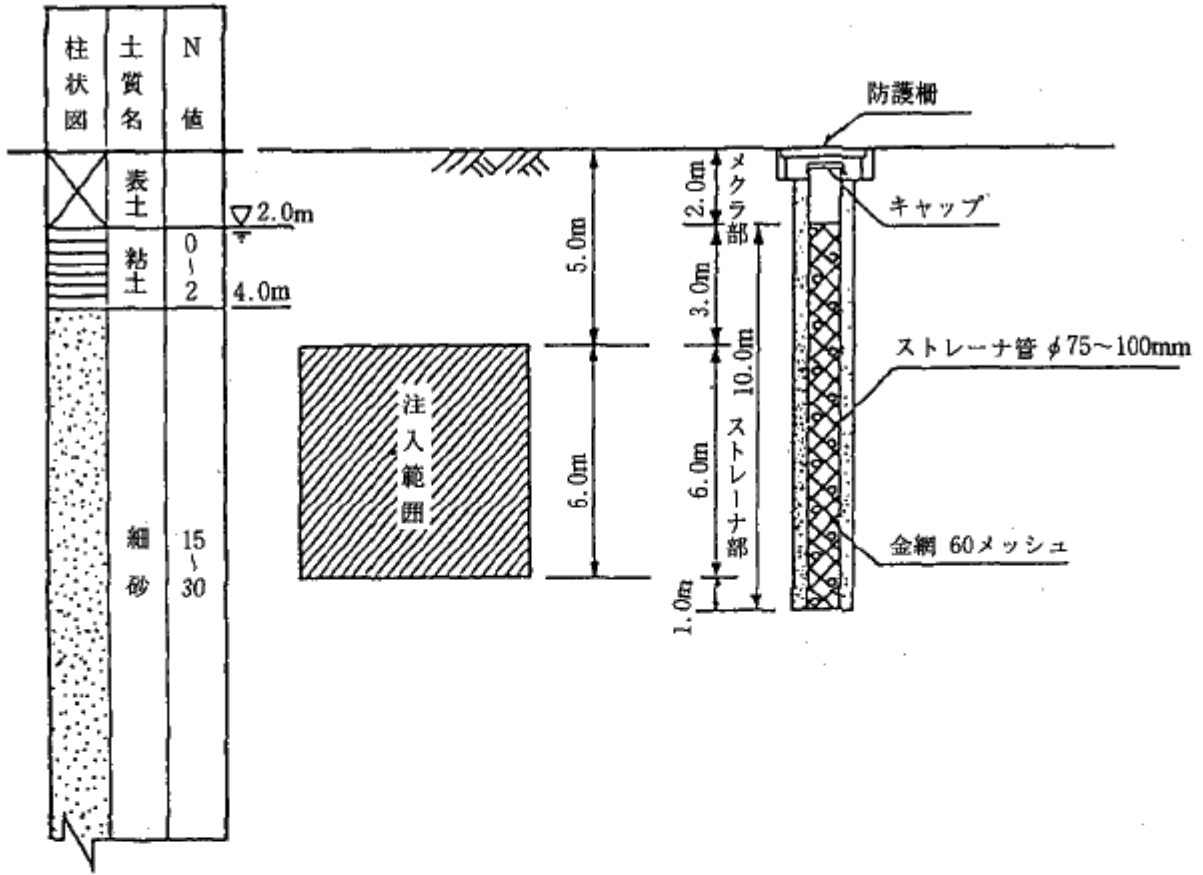 柱状図
土質名
N値
表土
2.0m
粘土
0~2
4.0m
細砂
15~30
注入範囲
5.0m
6.0m
2.0m
メクラ部
3.0m
10.0m
ストレーナ部
6.0m
1.0m
防護柵
キャップ
ストレーナ管 φ75~100mm
金網 60メッシュ